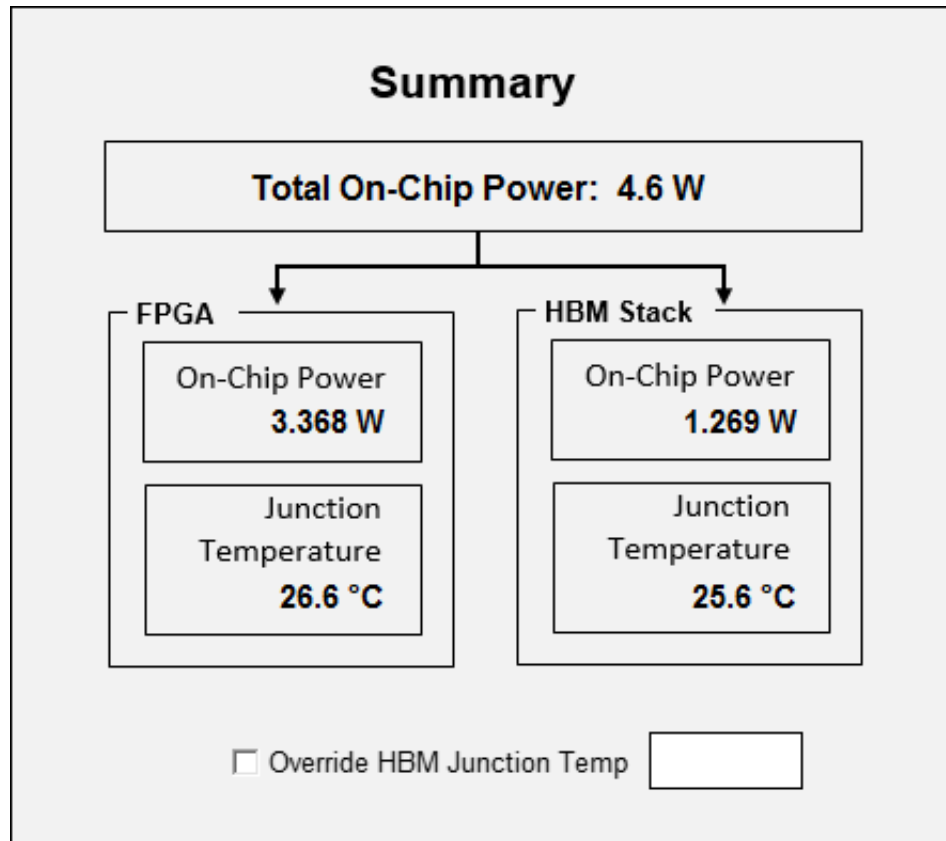 Summary
Total On-Chip Power:  4.6 W
FPGA
On-Chip Power
3.368 W
Junction
Temperature
26.6 °C
HBM Stack
On-Chip Power
1.269 W
Junction
Temperature
25.6 °C
Override HBM Junction Temp